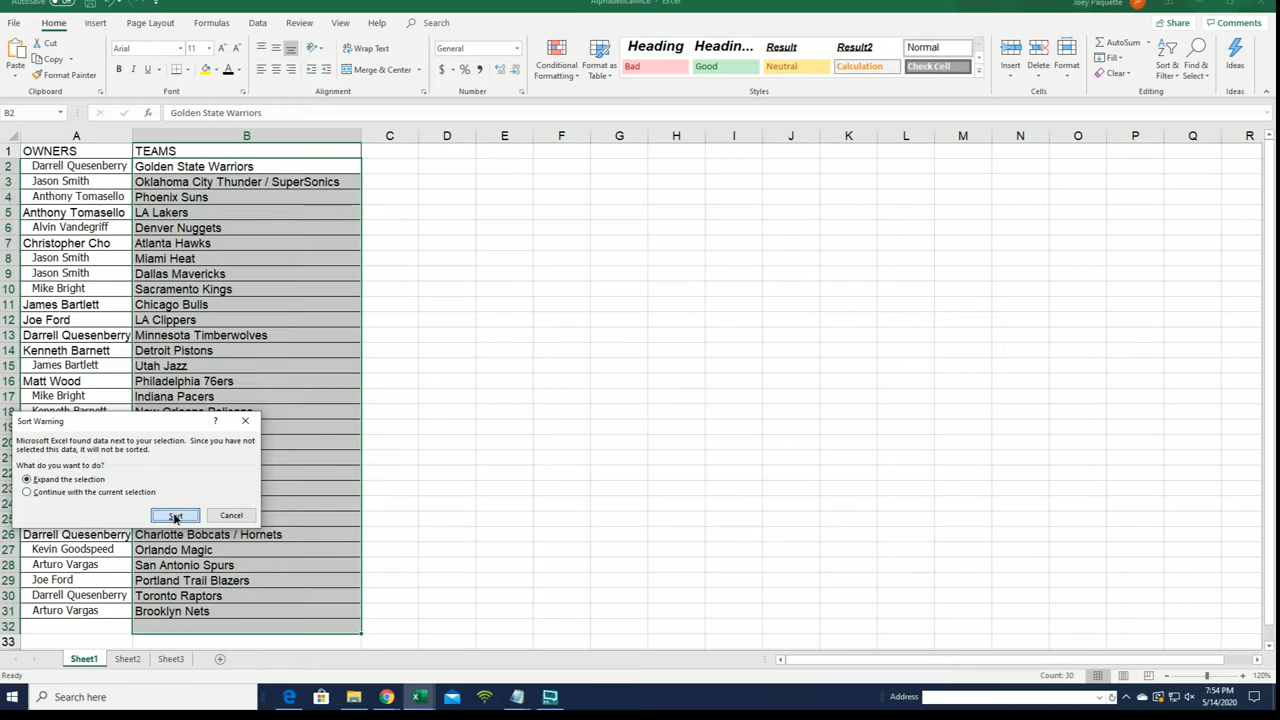 AutoSave Off AlphabeticalMLB - Excel Joey Paquette JP
File Home Insert Page Layout Formulas Data Review View Help Search Share Comments
Cut Arial 11 Wrap Text General Heading Headin... Result Result2 Normal AutoSum
Copy Fill
Paste Format Painter B I U Merge & Center $ % Conditional Formatting Format as Table Bad Good Neutral Calculation Check Cell Insert Delete Format Clear Sort & Filter Find & Select Ideas
Clipboard Font Alignment Number Styles Cells Editing Ideas
B2 fx Golden State Warriors
A B C D E F G H I J K L M N O P Q R
1 OWNERS TEAMS
2 Darrell Quesenberry Golden State Warriors
3 Jason Smith Oklahoma City Thunder / SuperSonics
4 Anthony Tomasello Phoenix Suns
5 Anthony Tomasello LA Lakers
6 Alvin Vandegriff Denver Nuggets
7 Christopher Cho Atlanta Hawks
8 Jason Smith Miami Heat
9 Jason Smith Dallas Mavericks
10 Mike Bright Sacramento Kings
11 James Bartlett Chicago Bulls
12 Joe Ford LA Clippers
13 Darrell Quesenberry Minnesota Timberwolves
14 Kenneth Barnett Detroit Pistons
15 James Bartlett Utah Jazz
16 Matt Wood Philadelphia 76ers
17 Mike Bright Indiana Pacers
18 Kenneth Barnett New Orleans Pelicans
Sort Warning ? ×
Microsoft Excel found data next to your selection. Since you have not
selected this data, it will not be sorted.
What do you want to do?
Expand the selection
Continue with the current selection
Sort Cancel
26 Darrell Quesenberry Charlotte Bobcats / Hornets
27 Kevin Goodspeed Orlando Magic
28 Arturo Vargas San Antonio Spurs
29 Joe Ford Portland Trail Blazers
30 Darrell Quesenberry Toronto Raptors
31 Arturo Vargas Brooklyn Nets
32
33
Sheet1 Sheet2 Sheet3
Ready Count: 30 120%
Search here Address 7:54 PM
5/14/2020